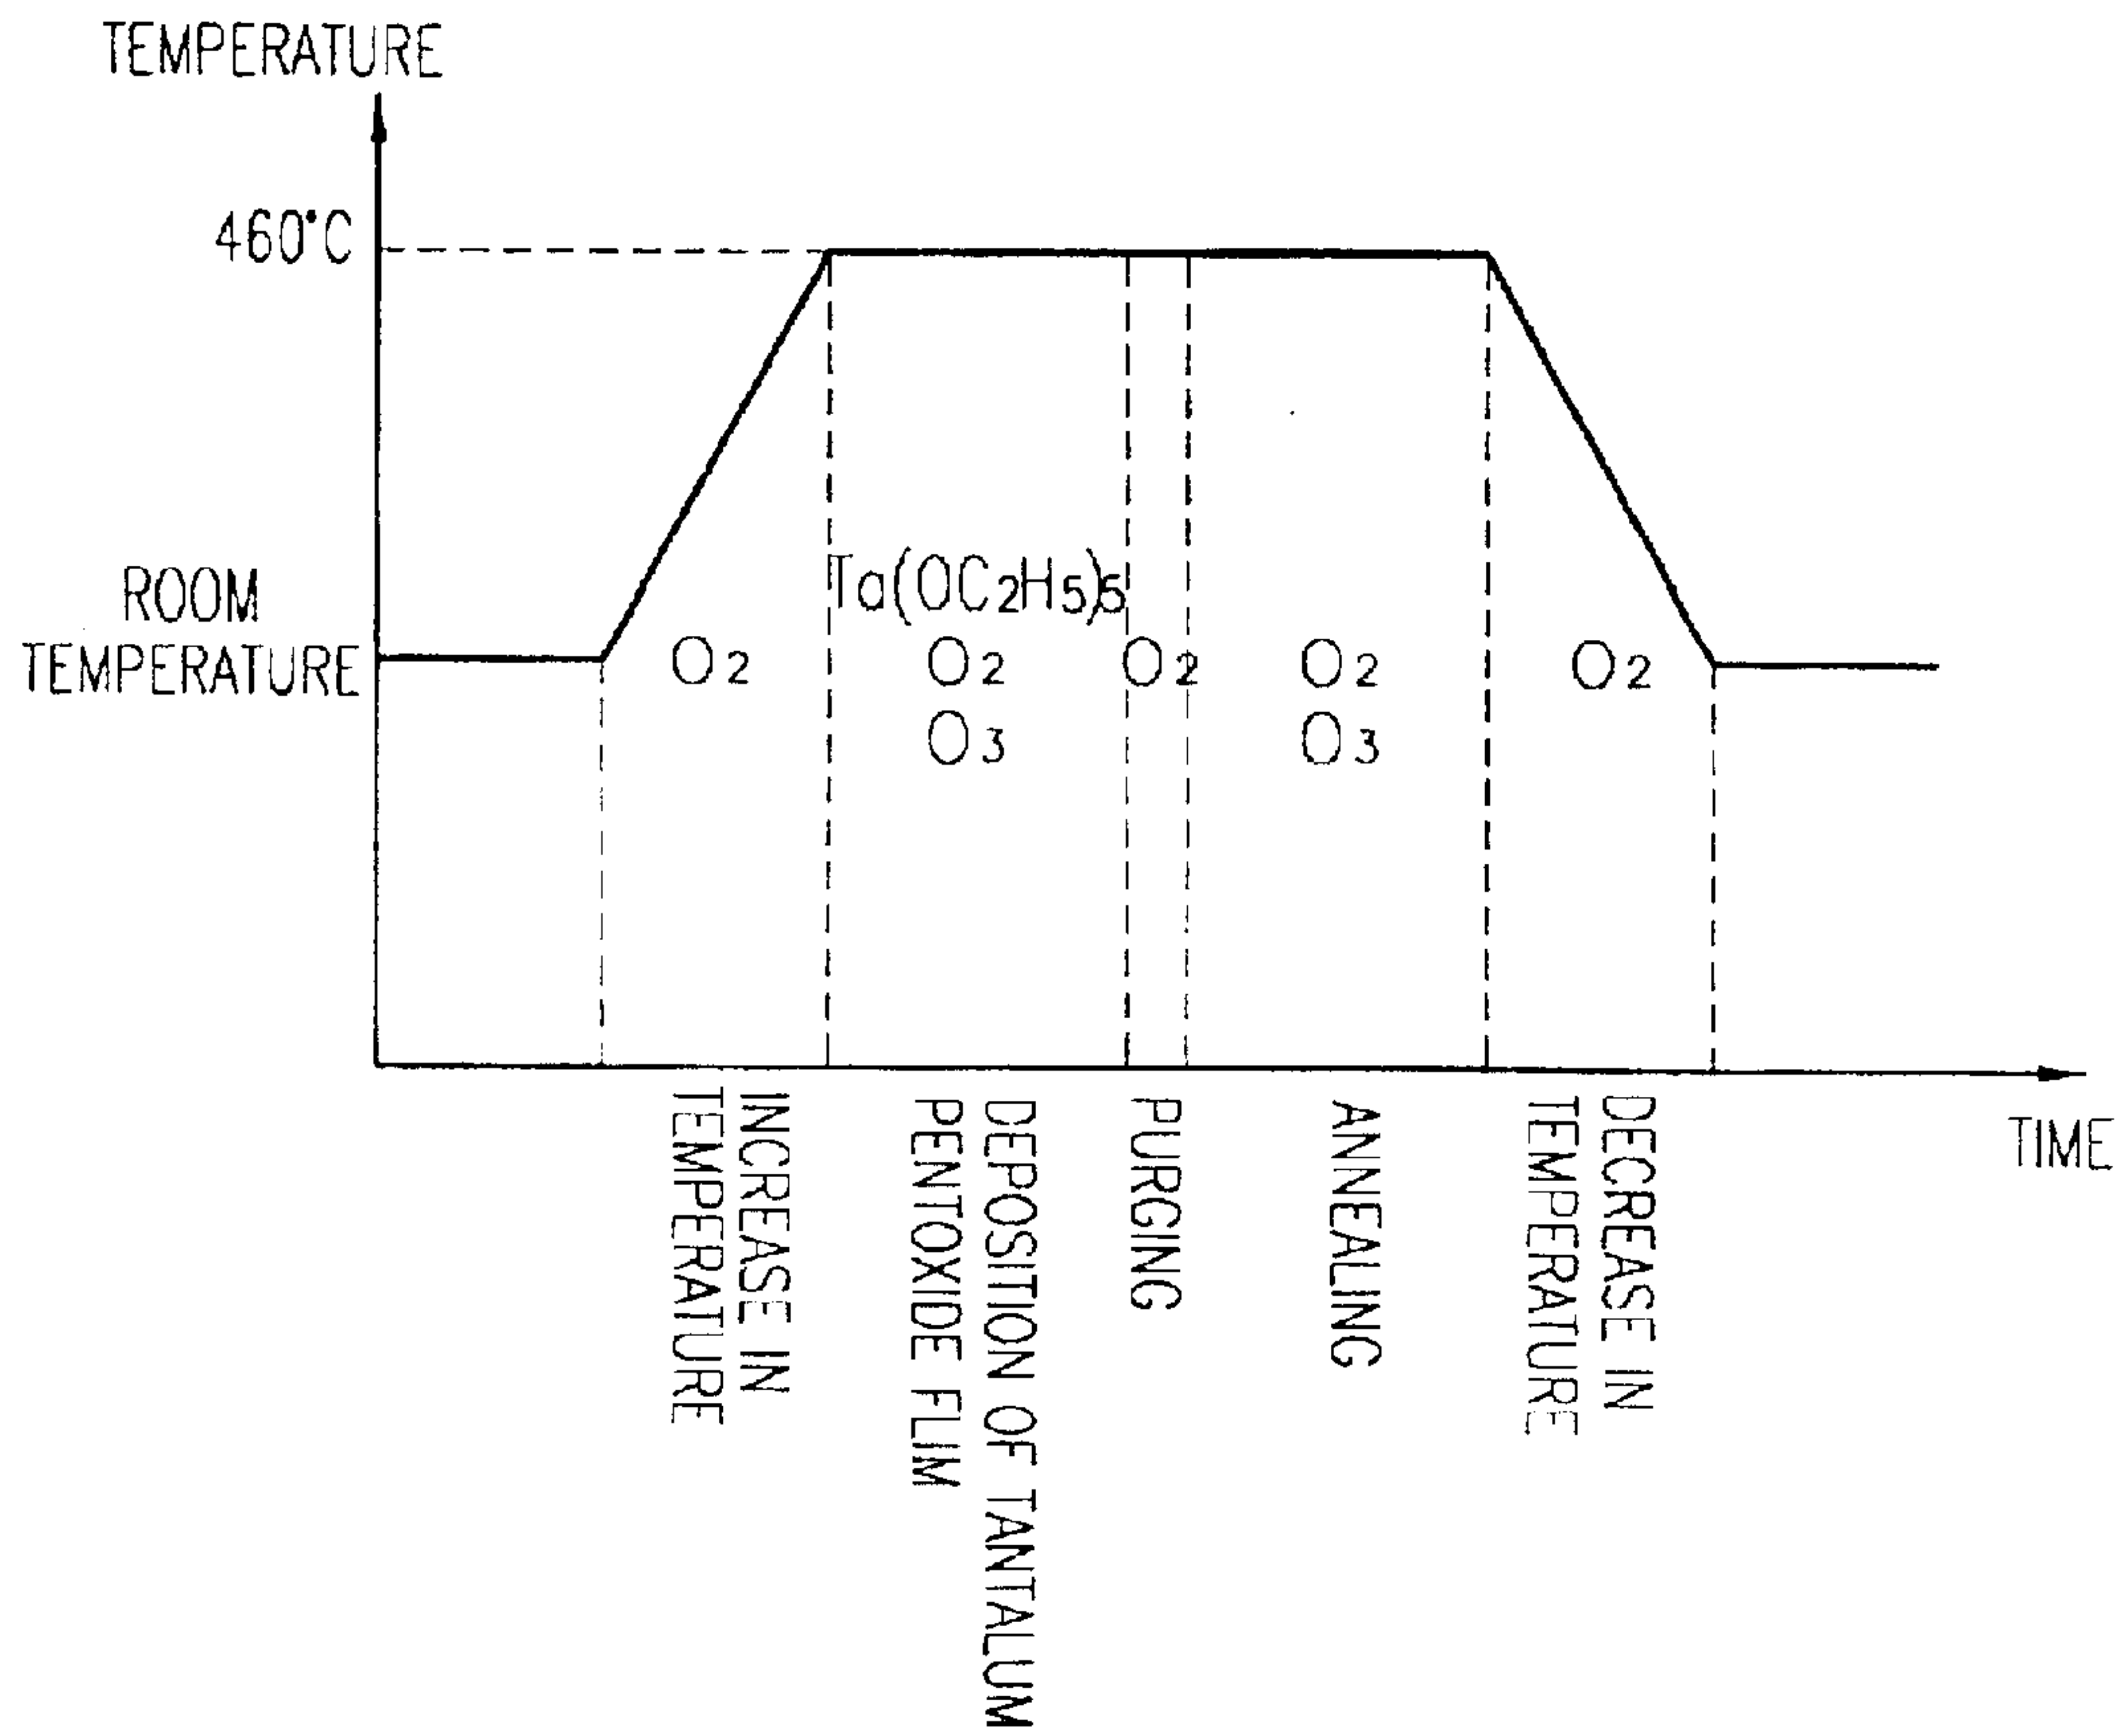 TEMPERATURE
460°C
ROOM
TEMPERATURE
Ta(OC2H5)5
O2 O2 O2 O2 O2
O3 O3
TIME
INCREASE IN
TEMPERATURE
DEPOSITION OF TANTALUM
PENTOXIDE FLIM
PURGING
ANNEALING
DECREASE IN
TEMPERATURE